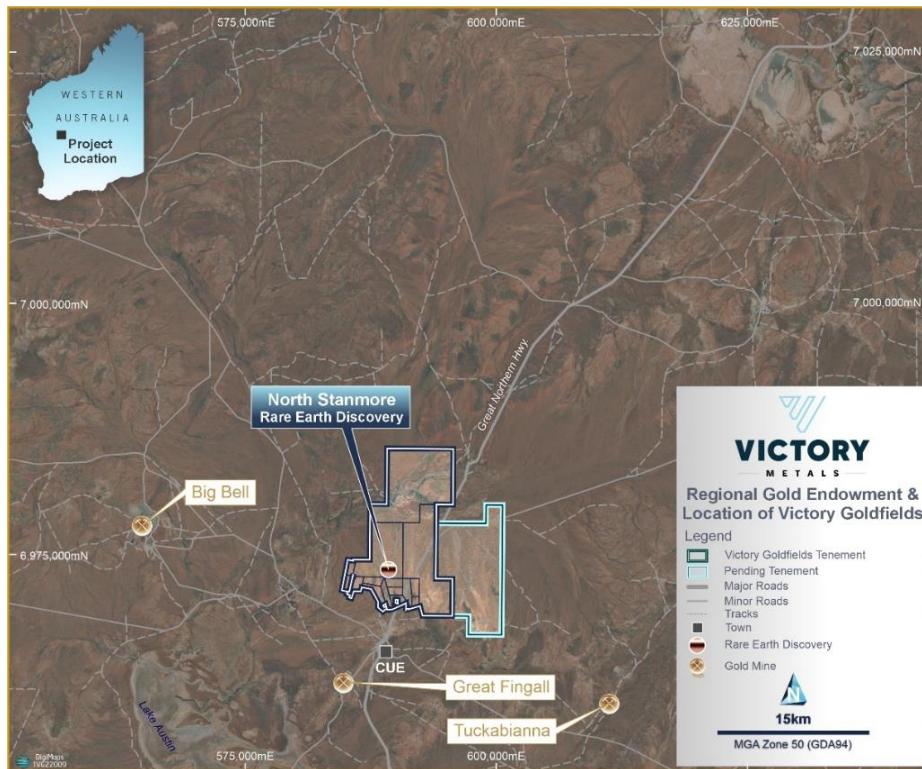 575,000mE
600,000mE
625,000mE
7,025,000mN
WESTERN
AUSTRALIA
Project
Location
7,000,000mN
7,000,000mN
Great Northern Hwy.
North Stanmore
Rare Earth Discovery
Big Bell
6,975,000mN
CUE
Great Fingall
Tuckabianna
Lake Austin
575,000mE
600,000mE
DigiMaps
VICTORY
METALS
Regional Gold Endowment &
Location of Victory Goldfields
Legend
Victory Goldfields Tenement
Pending Tenement
Major Roads
Minor Roads
Tracks
Town
Rare Earth Discovery
Gold Mine
N
15km
MGA Zone 50 (GDA94)